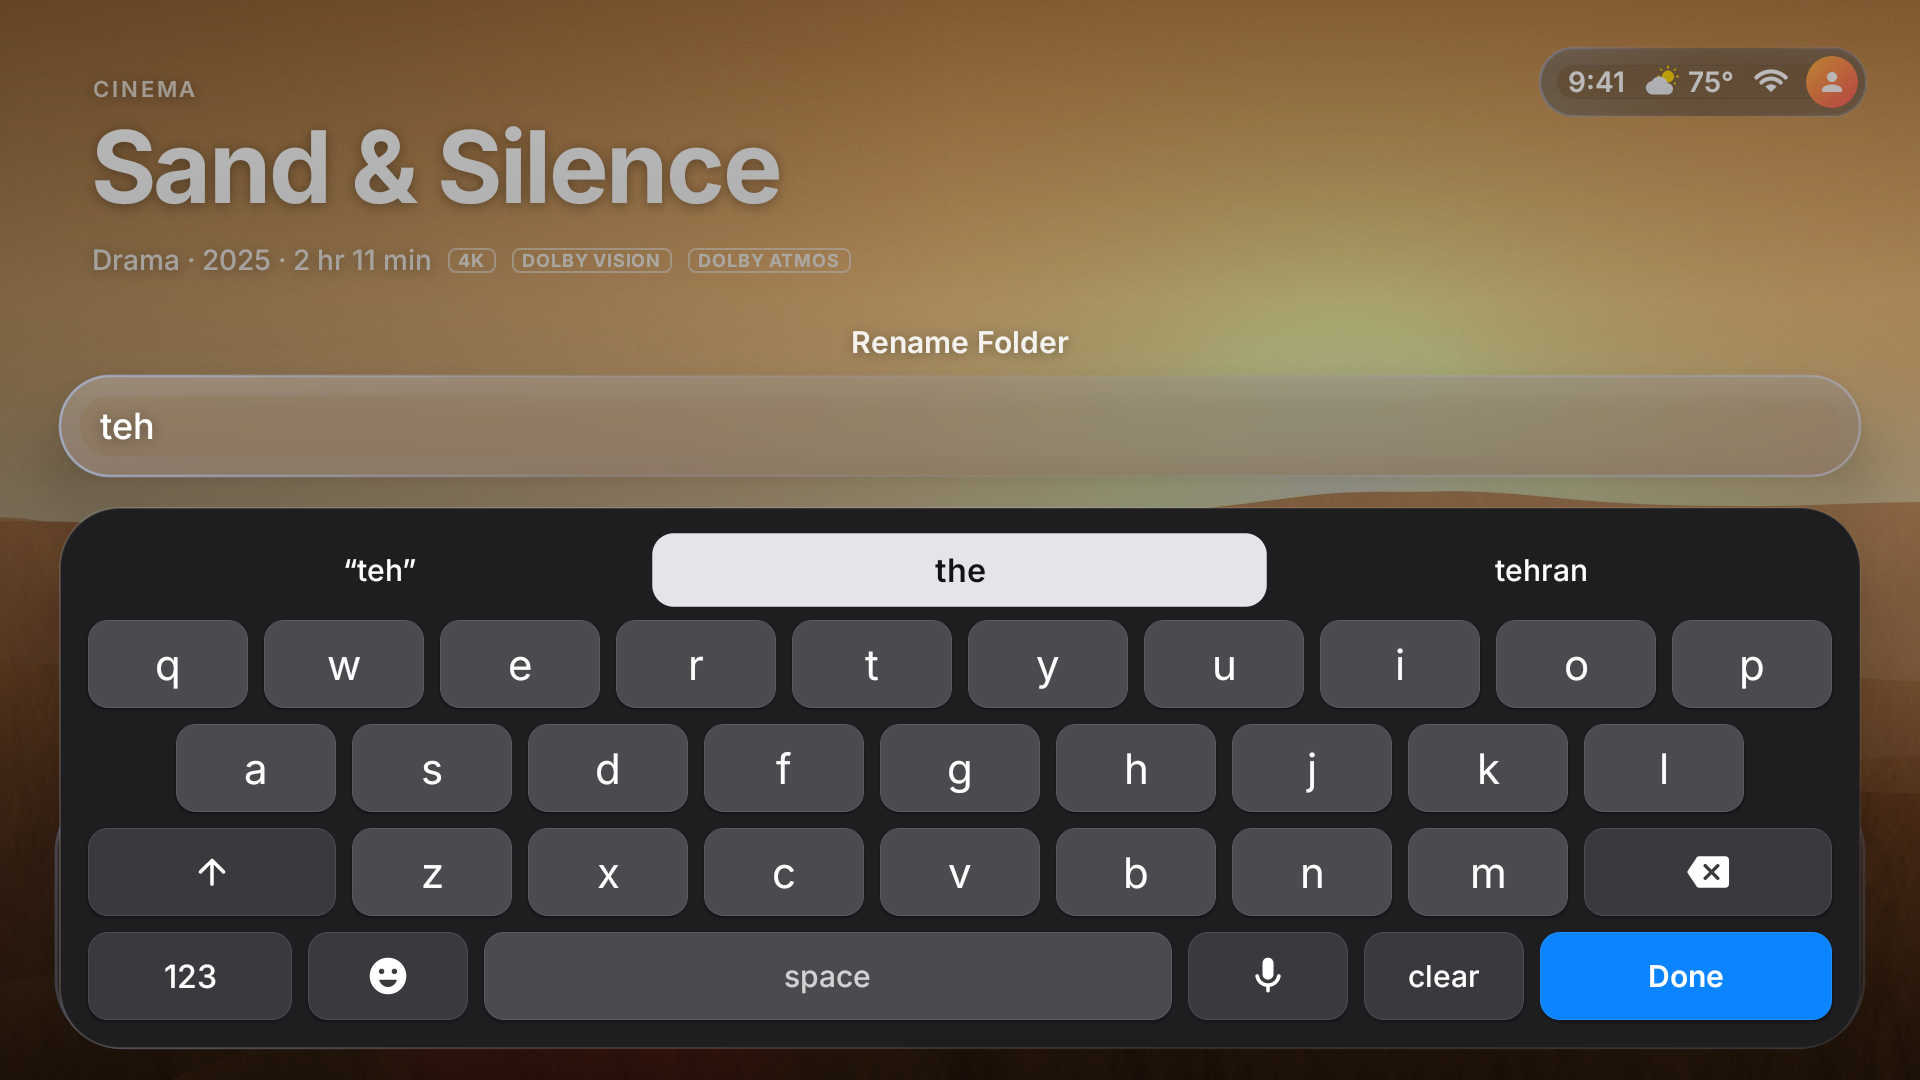 CINEMA
9:41 75°
Sand & Silence
Drama · 2025 · 2 hr 11 min 4K DOLBY VISION DOLBY ATMOS
Rename Folder
teh
“teh” the tehran
q w e r t y u i o p
a s d f g h j k l
z x c v b n m
123 space clear Done